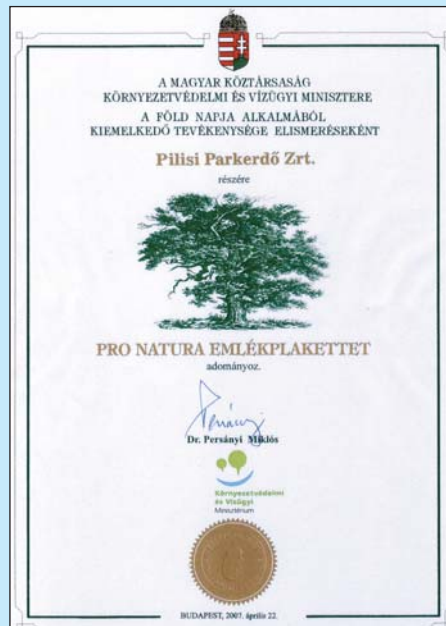 A MAGYAR KÖZTÁRSASÁG
KÖRNYEZETVÉDELMI ÉS VÍZÜGYI MINISZTERE
A FÖLD NAPJA ALKALMÁBÓL
KIEMELKEDŐ TEVÉKENYSÉGE ELISMERÉSEKÉNT
Pilisi Parkerdő Zrt.
részére
PRO NATURA EMLÉKPLAKETTET
adományoz.
Dr. Persányi Miklós
Környezetvédelmi
és Vízügyi
Minisztérium
BUDAPEST, 2007. április 22.